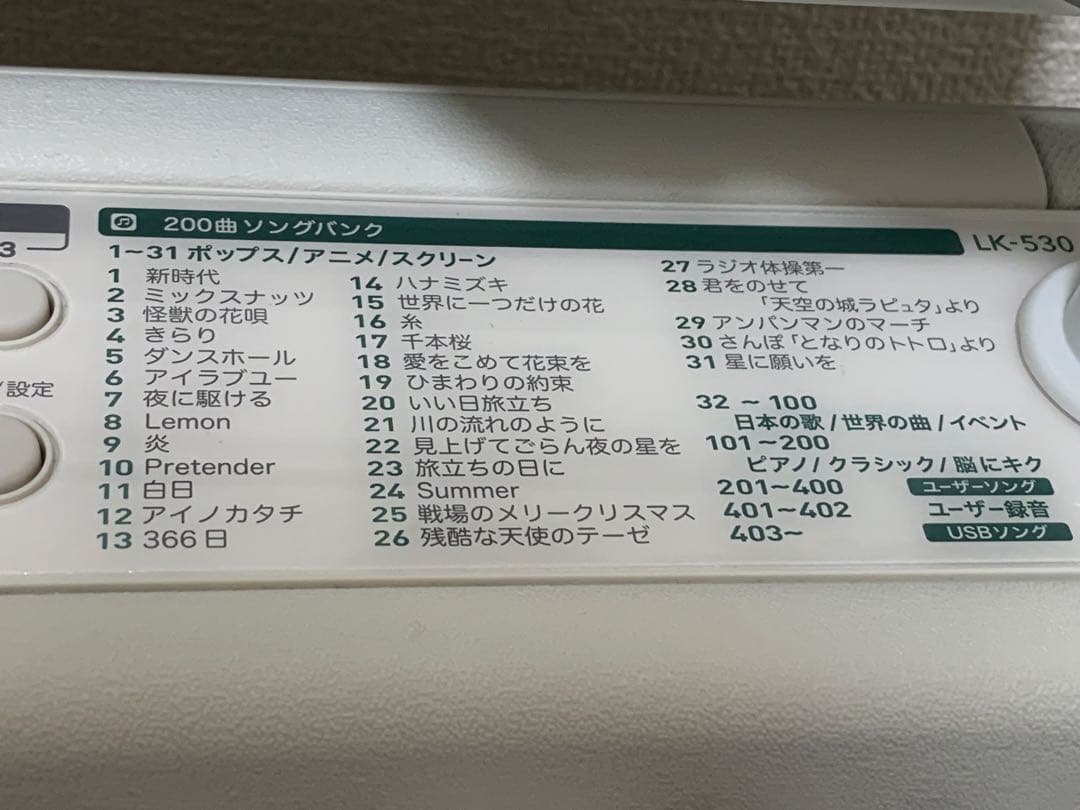 200曲ソングバンク
LK-530
3
/設定
1～31 ポップス/アニメ/スクリーン
1 新時代
2 ミックスナッツ
3 怪獣の花唄
4 きらり
5 ダンスホール
6 アイラブユー
7 夜に駆ける
8 Lemon
9 炎
10 Pretender
11 白日
12 アイノカタチ
13 366日
14 ハナミズキ
15 世界に一つだけの花
16 糸
17 千本桜
18 愛をこめて花束を
19 ひまわりの約束
20 いい日旅立ち
21 川の流れのように
22 見上げてごらん夜の星を
23 旅立ちの日に
24 Summer
25 戦場のメリークリスマス
26 残酷な天使のテーゼ
27 ラジオ体操第一
28 君をのせて
「天空の城ラピュタ」より
29 アンパンマンのマーチ
30 さんぽ「となりのトトロ」より
31 星に願いを
32 ～100
日本の歌/世界の曲/イベント
101～200
ピアノ/クラシック/脳にキク
201～400 ユーザーソング
401～402 ユーザー録音
403～ USBソング